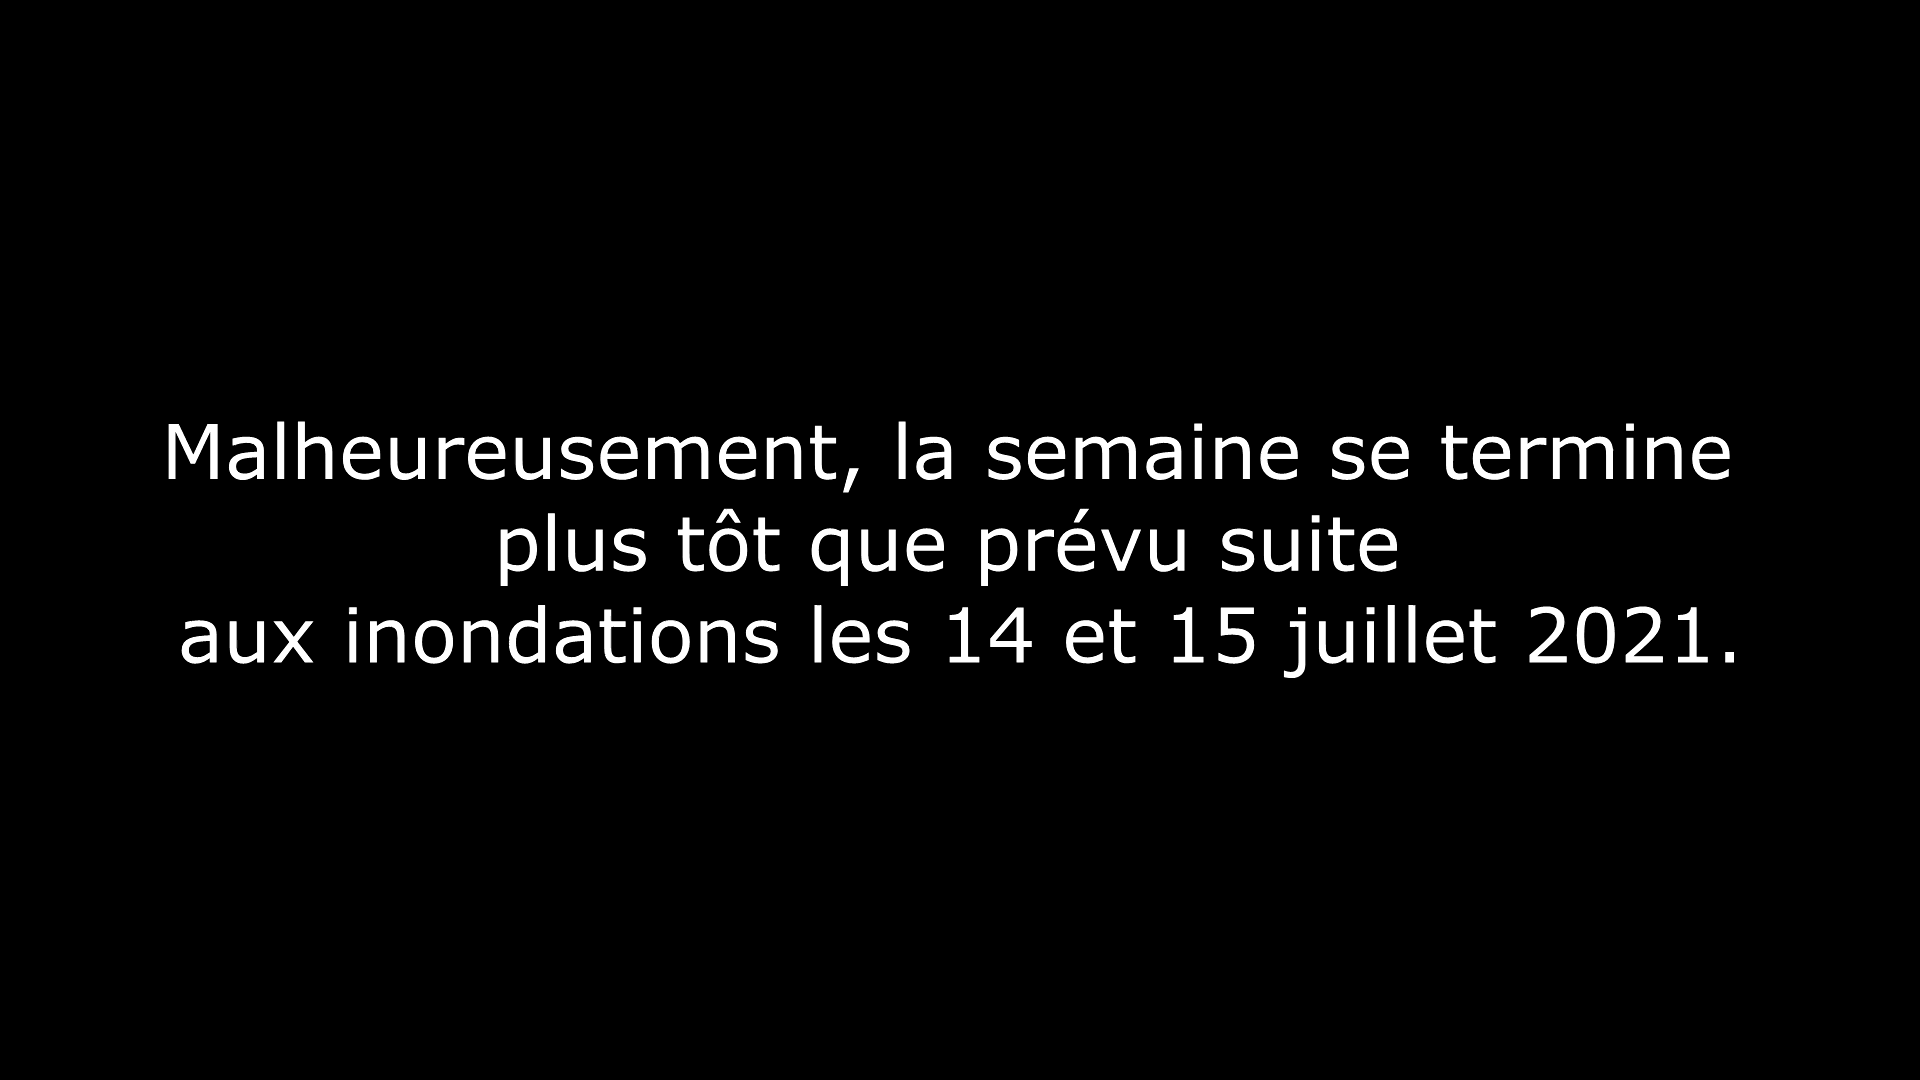 Malheureusement, la semaine se termine
plus tôt que prévu suite
aux inondations les 14 et 15 juillet 2021.